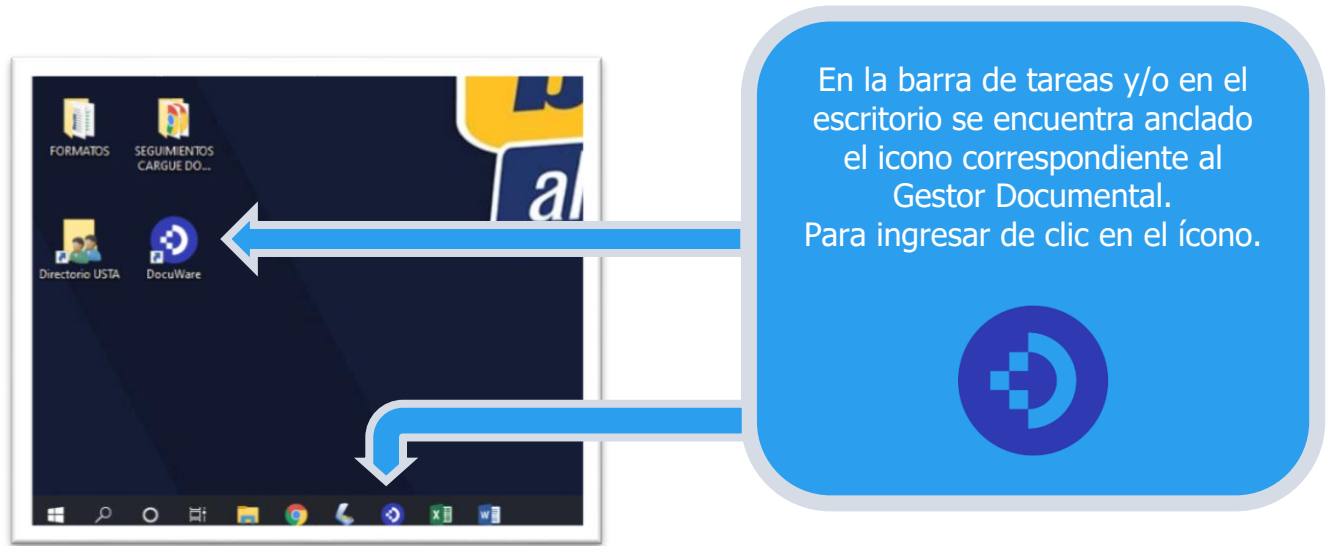 En la barra de tareas y/o en el
escritorio se encuentra anclado
el icono correspondiente al
Gestor Documental.
Para ingresar de clic en el ícono.
FORMATOS
SEGUIMIENTOS
CARGUE DO...
Directorio USTA
DocuWare
al